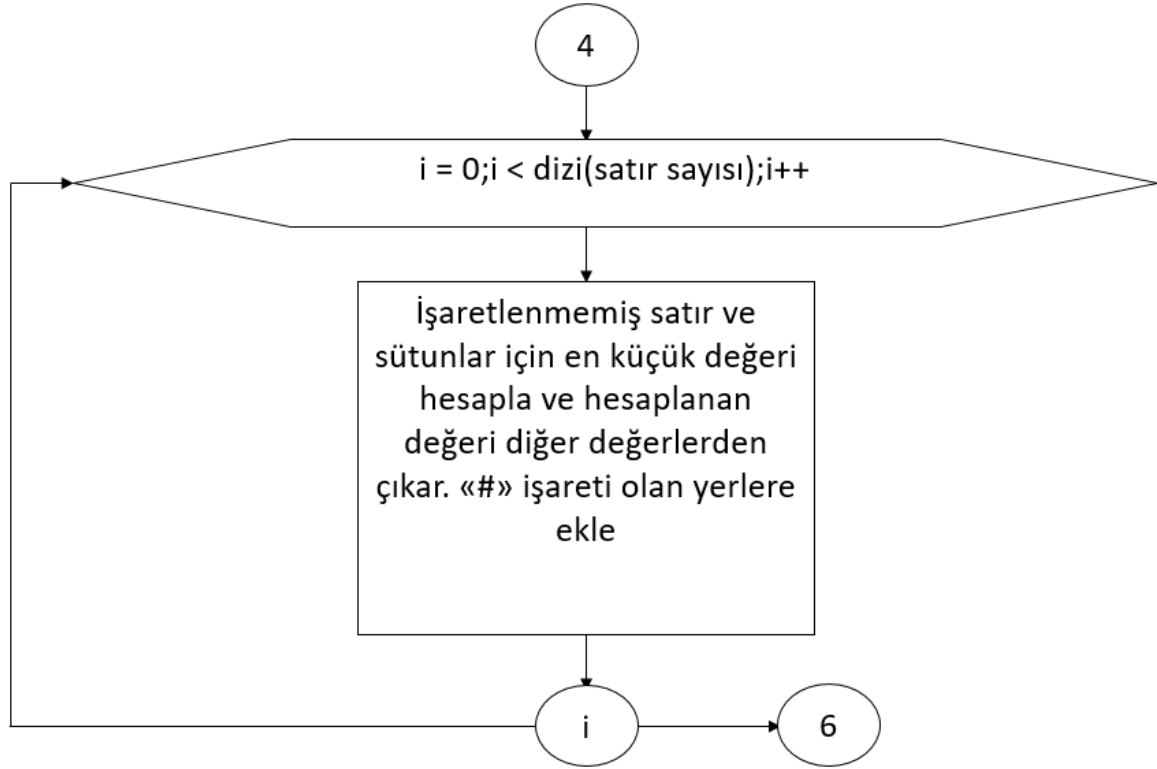 4
i = 0;i < dizi(satır sayısı);i++
İşaretlenmemiş satır ve
sütunlar için en küçük değeri
hesapla ve hesaplanan
değeri diğer değerlerden
çıkar. «#» işareti olan yerlere
ekle
i
6